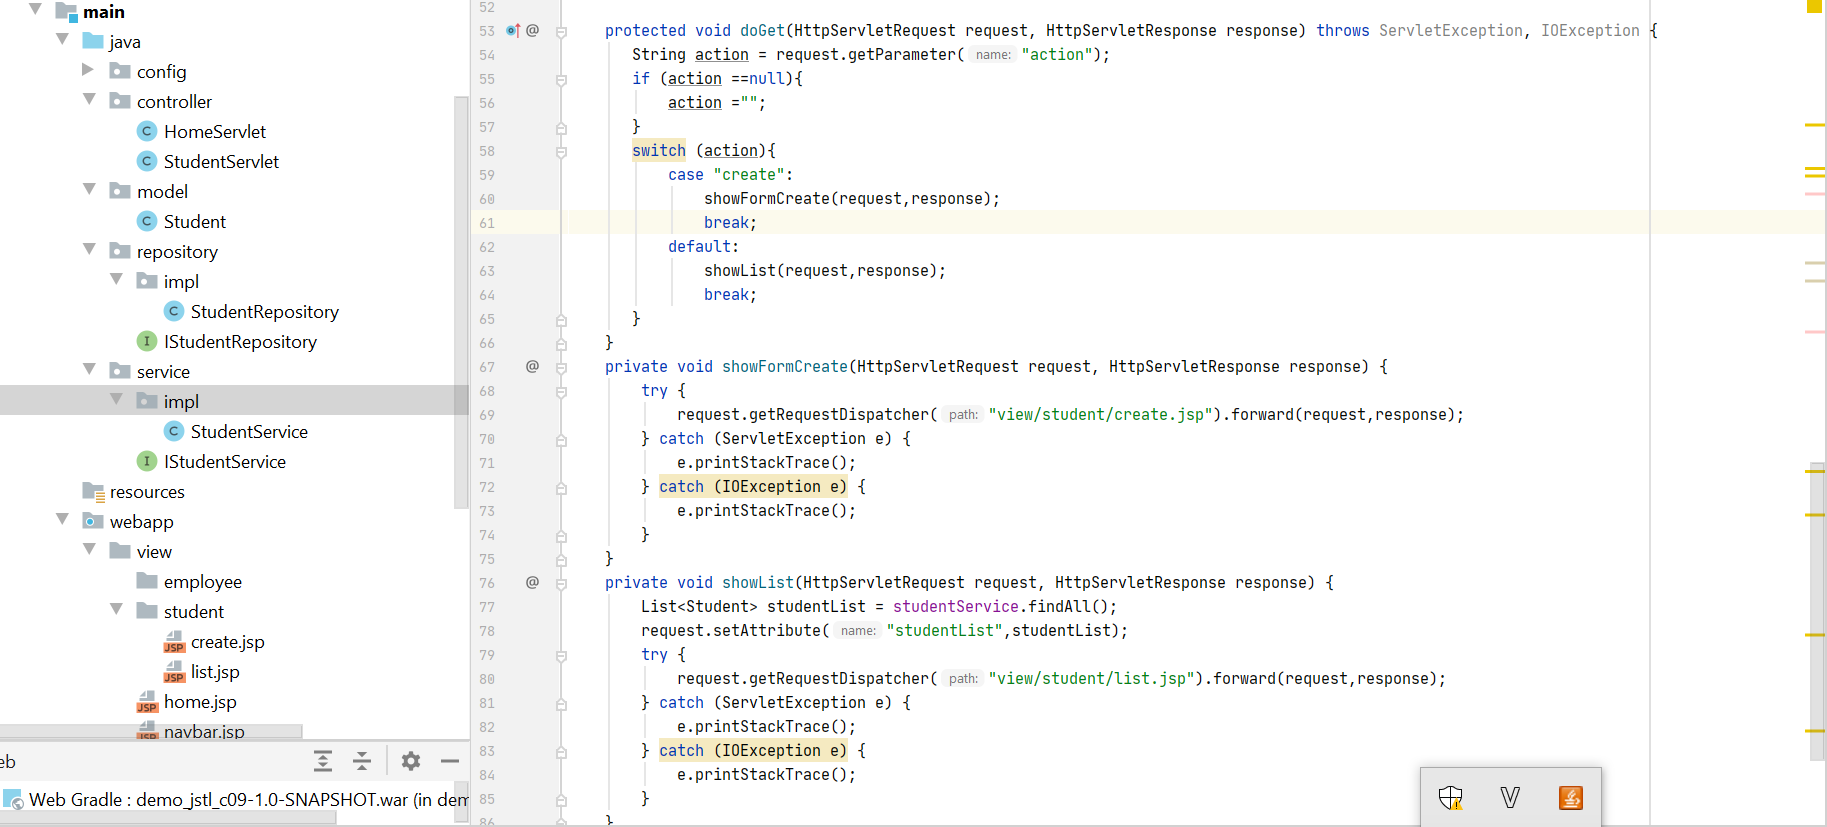 main
java
config
controller
HomeServlet
StudentServlet
model
Student
repository
impl
StudentRepository
IStudentRepository
service
impl
StudentService
IStudentService
resources
webapp
view
employee
student
create.jsp
list.jsp
home.jsp
navbar.jsp
eb
Web Gradle : demo_jstl_c09-1.0-SNAPSHOT.war (in dem
52
53 @ protected void doGet(HttpServletRequest request, HttpServletResponse response) throws ServletException, IOException {
54 String action = request.getParameter( name: "action");
55 if (action ==null){
56 action ="";
57 }
58 switch (action){
59 case "create":
60 showFormCreate(request,response);
61 break;
62 default:
63 showList(request,response);
64 break;
65 }
66 }
67 @ private void showFormCreate(HttpServletRequest request, HttpServletResponse response) {
68 try {
69 request.getRequestDispatcher( path: "view/student/create.jsp").forward(request,response);
70 } catch (ServletException e) {
71 e.printStackTrace();
72 } catch (IOException e) {
73 e.printStackTrace();
74 }
75 }
76 @ private void showList(HttpServletRequest request, HttpServletResponse response) {
77 List<Student> studentList = studentService.findAll();
78 request.setAttribute( name: "studentList",studentList);
79 try {
80 request.getRequestDispatcher( path: "view/student/list.jsp").forward(request,response);
81 } catch (ServletException e) {
82 e.printStackTrace();
83 } catch (IOException e) {
84 e.printStackTrace();
85 }
86 }